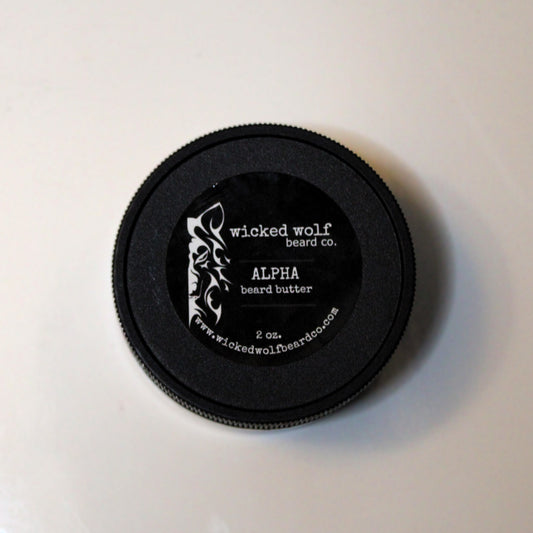 wicked wolf
beard co.
ALPHA
beard butter
2 oz.
www.wickedwolfbeardco.com